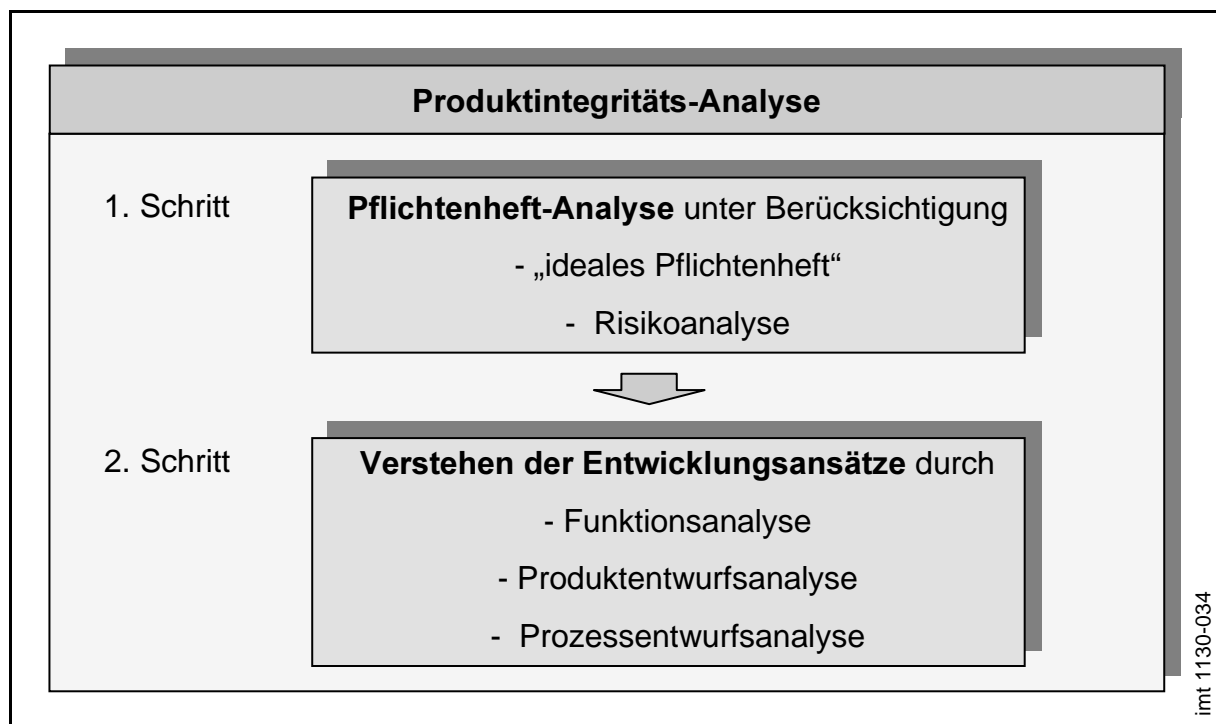 Produktintegritäts-Analyse
1. Schritt
Pflichtenheft-Analyse unter Berücksichtigung
- „ideales Pflichtenheft“
- Risikoanalyse
2. Schritt
Verstehen der Entwicklungsansätze durch
- Funktionsanalyse
- Produktentwurfsanalyse
- Prozessentwurfsanalyse
imt 1130-034